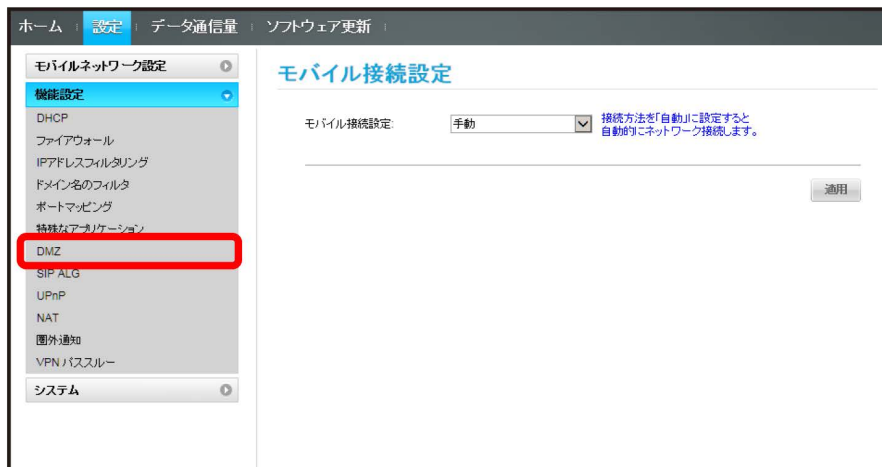 ホーム 設定 データ通信量 ソフトウェア更新
モバイルネットワーク設定
機能設定
DHCP
ファイアウォール
IPアドレスフィルタリング
ドメイン名のフィルタ
ポートマッピング
特殊なアプリケーション
DMZ
SIP ALG
UPnP
NAT
圏外通知
VPN パススルー
システム
モバイル接続設定
モバイル接続設定:
手動
接続方法を「自動」に設定すると
自動的にネットワーク接続します。
適用